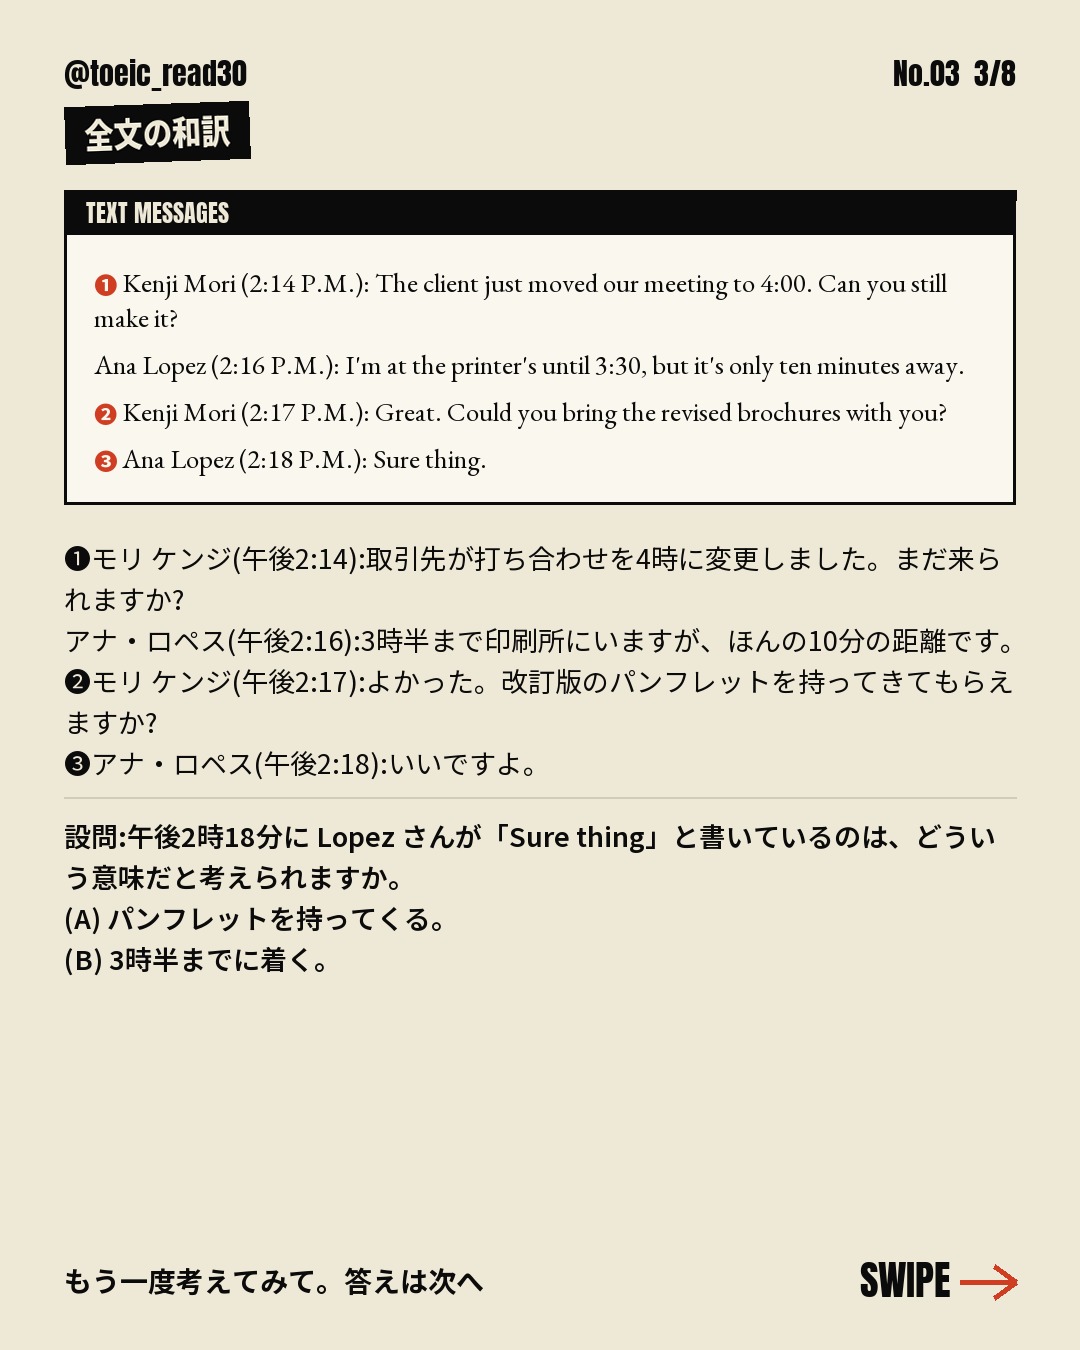 @toeic_read30
No.03 3/8
全文の和訳
TEXT MESSAGES
❶ Kenji Mori (2:14 P.M.): The client just moved our meeting to 4:00. Can you still
make it?
Ana Lopez (2:16 P.M.): I'm at the printer's until 3:30, but it's only ten minutes away.
❷ Kenji Mori (2:17 P.M.): Great. Could you bring the revised brochures with you?
❸ Ana Lopez (2:18 P.M.): Sure thing.
❶モリ ケンジ(午後2:14):取引先が打ち合わせを4時に変更しました。まだ来ら
れますか?
アナ・ロペス(午後2:16):3時半まで印刷所にいますが、ほんの10分の距離です。
❷モリ ケンジ(午後2:17):よかった。改訂版のパンフレットを持ってきてもらえ
ますか?
❸アナ・ロペス(午後2:18):いいですよ。
設問:午後2時18分に Lopez さんが「Sure thing」と書いているのは、どうい
う意味だと考えられますか。
(A) パンフレットを持ってくる。
(B) 3時半までに着く。
もう一度考えてみて。答えは次へ
SWIPE